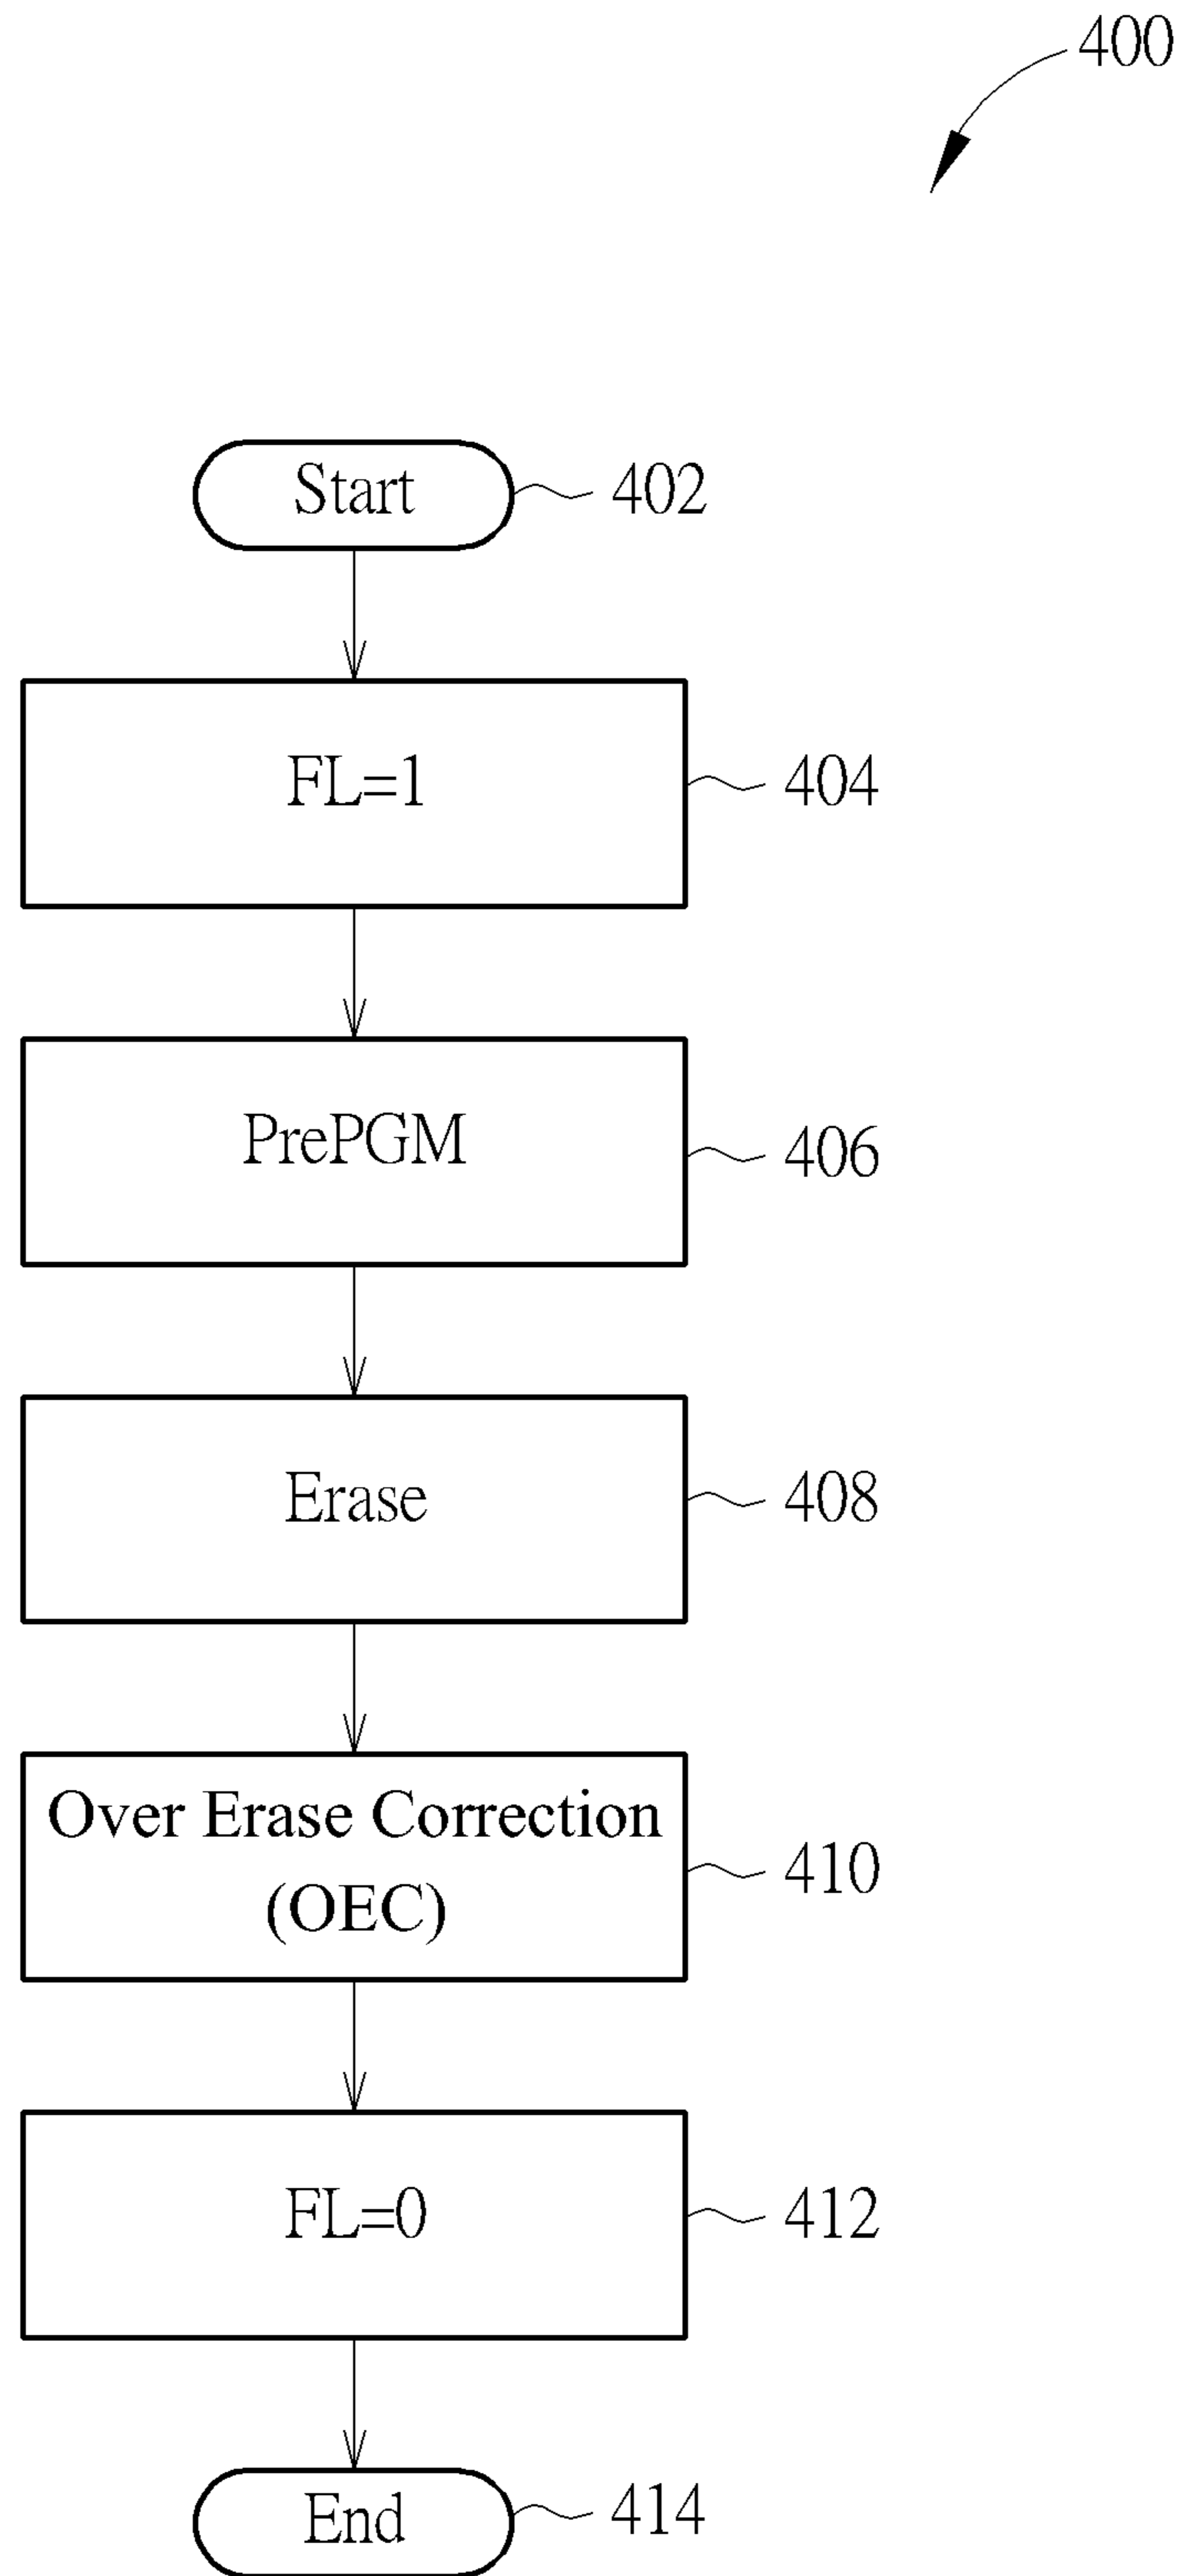 400
Start
402
FL=1
404
PrePGM
406
Erase
408
Over Erase Correction
(OEC)
410
FL=0
412
End
414